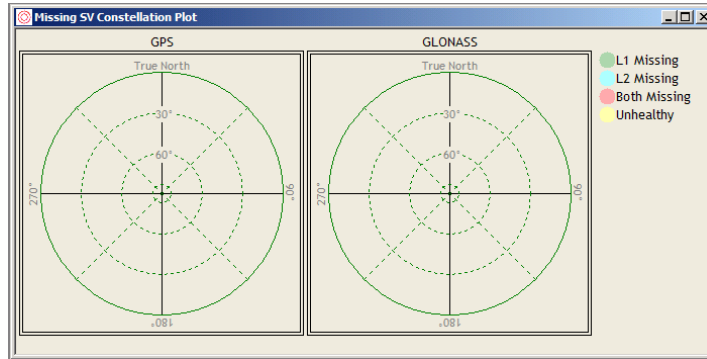 Missing SV Constellation Plot
GPS
GLONASS
True North
30°
60°
270°
90°
180°
True North
30°
60°
270°
90°
180°
L1 Missing
L2 Missing
Both Missing
Unhealthy